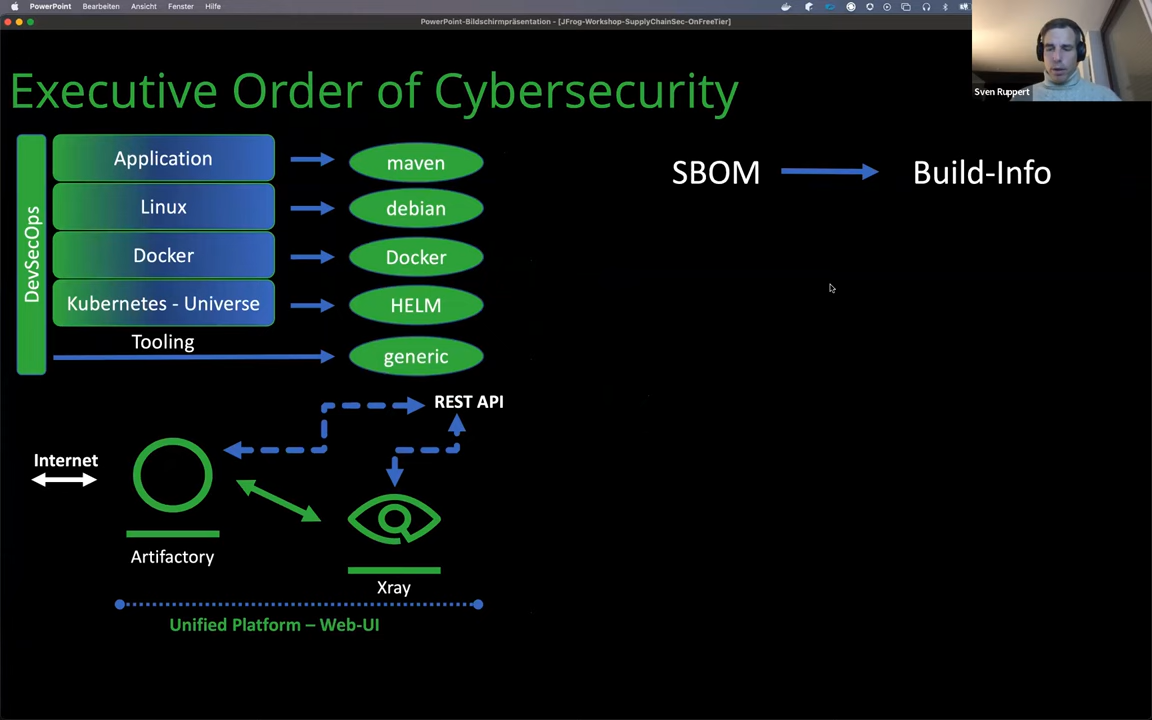 PowerPoint Bearbeiten Ansicht Fenster Hilfe
PowerPoint-Bildschirmpräsentation - [JFrog-Workshop-SupplyChainSec-OnFreeTier]
Sven Ruppert
Executive Order of Cybersecurity
DevSecOps
Application
maven
Linux
debian
Docker
Docker
Kubernetes - Universe
HELM
Tooling
generic
SBOM
Build-Info
REST API
Internet
Artifactory
Xray
Unified Platform – Web-UI